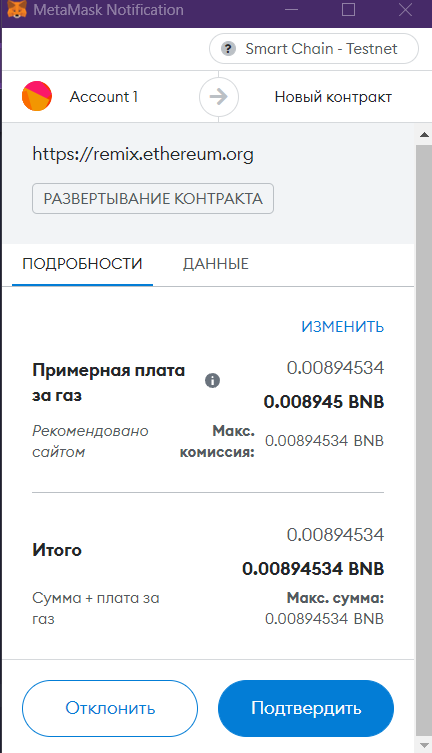 MetaMask Notification
? Smart Chain - Testnet
Account 1
Новый контракт
https://remix.ethereum.org
РАЗВЕРТЫВАНИЕ КОНТРАКТА
ПОДРОБНОСТИ ДАННЫЕ
ИЗМЕНИТЬ
Примерная плата
за газ
0.00894534
0.008945 BNB
Рекомендовано
сайтом
Макс.
комиссия:
0.00894534 BNB
Итого
0.00894534
0.00894534 BNB
Сумма + плата за
газ
Макс. сумма:
0.00894534 BNB
Отклонить
Подтвердить